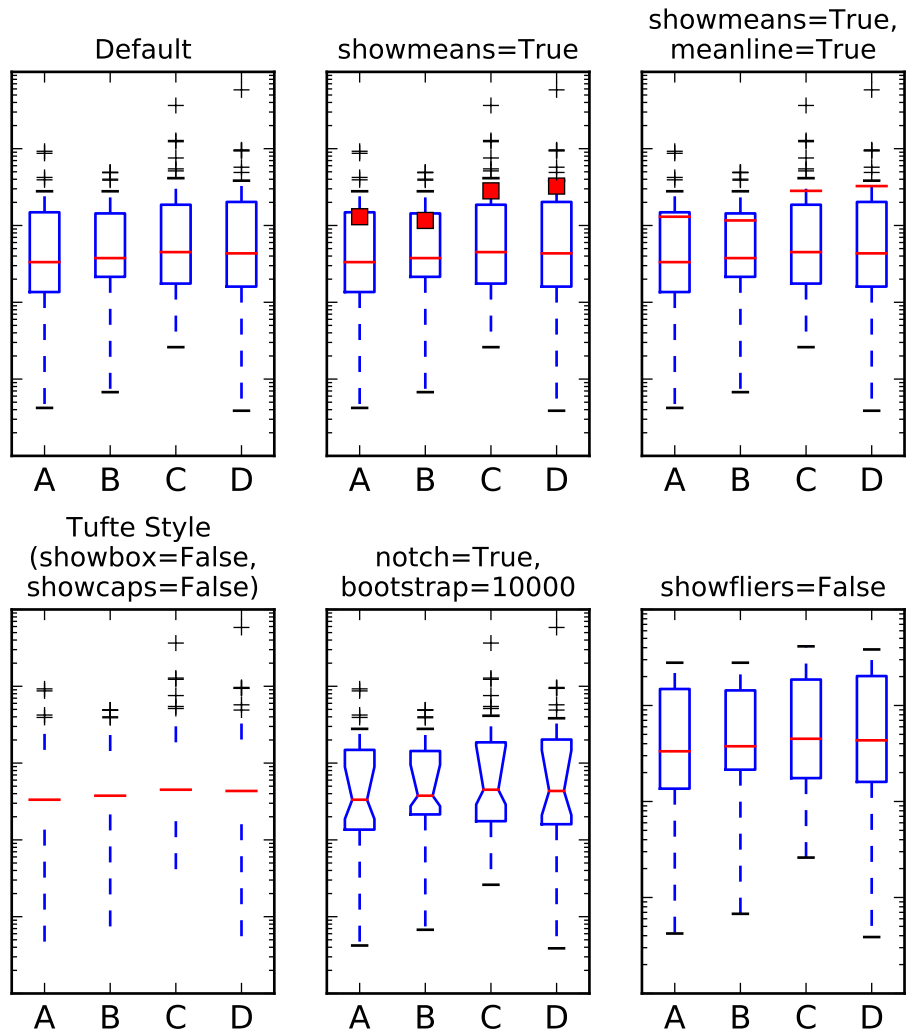 Default
showmeans=True
showmeans=True,
meanline=True
A B C D
A B C D
A B C D
Tufte Style
(showbox=False,
showcaps=False)
notch=True,
bootstrap=10000
showfliers=False
A B C D
A B C D
A B C D